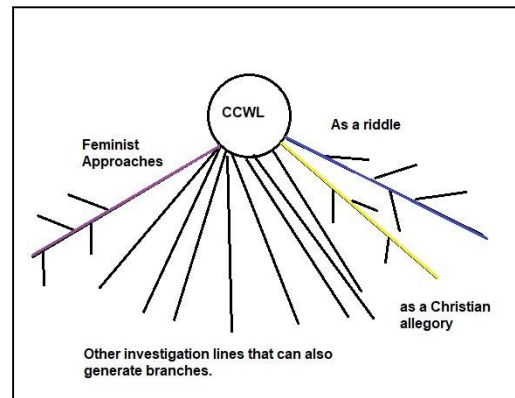 CCWL
As a riddle
Feminist
Approaches
as a Christian
allegory
Other investigation lines that can also
generate branches.